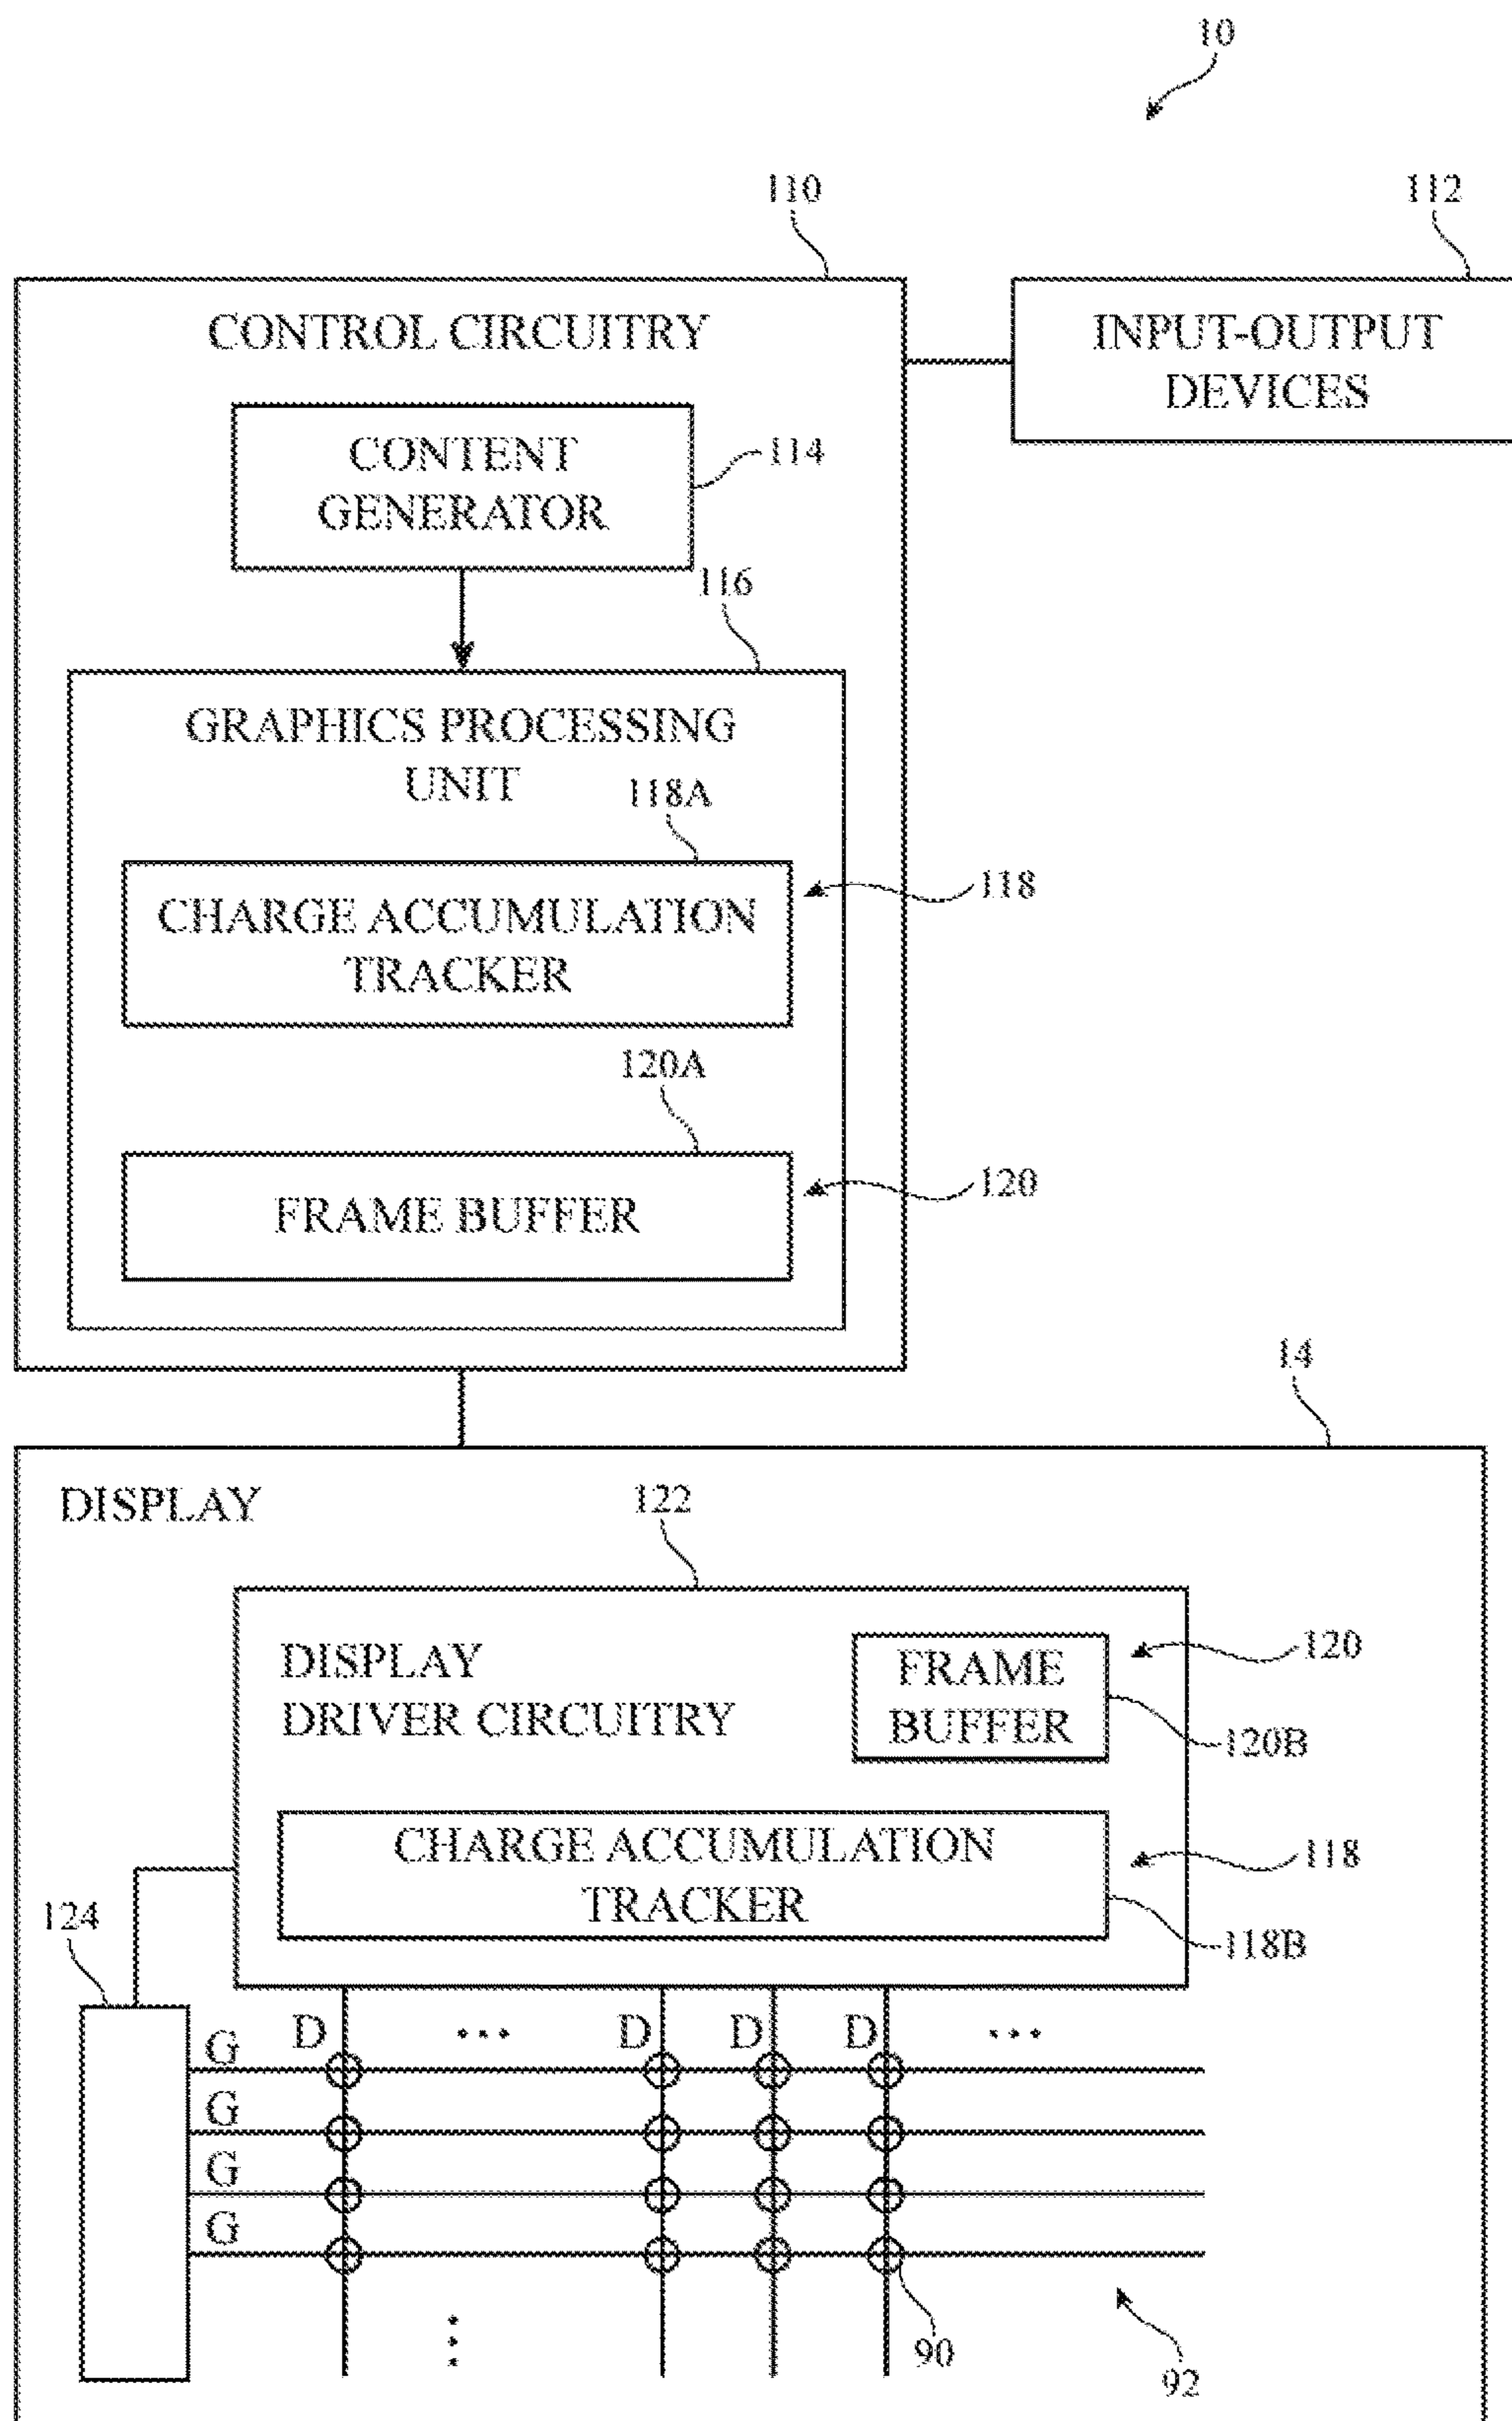 10
110
112
CONTROL CIRCUITRY
INPUT-OUTPUT
DEVICES
CONTENT
GENERATOR
114
116
GRAPHICS PROCESSING
UNIT
118A
118
CHARGE ACCUMULATION
TRACKER
120A
120
FRAME BUFFER
14
DISPLAY
122
DISPLAY
DRIVER CIRCUITRY
FRAME
BUFFER
120
120B
CHARGE ACCUMULATION
TRACKER
118
118B
124
D ... D D D ...
G
G
G
G
90
92